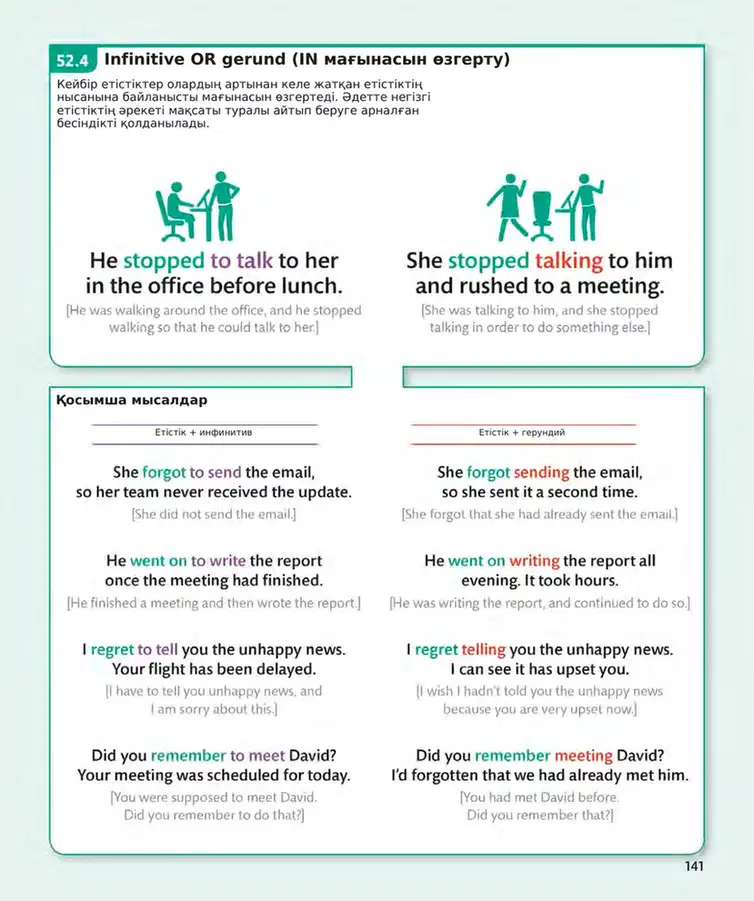 52.4 Infinitive OR gerund (IN мағынасын өзгерту)
Кейбір етістіктер олардың артынан келе жатқан етістіктің
нысанына байланысты мағынасын өзгертеді. Әдетте негізгі
етістіктің әрекеті мақсаты туралы айтып беруге арналған
бесіндікті қолданылады.
He stopped to talk to her
in the office before lunch.
[He was walking around the office, and he stopped
walking so that he could talk to her.]
She stopped talking to him
and rushed to a meeting.
[She was talking to him, and she stopped
talking in order to do something else.]
Қосымша мысалдар
Етістік + инфинитив
She forgot to send the email,
so her team never received the update.
[She did not send the email.]
He went on to write the report
once the meeting had finished.
[He finished a meeting and then wrote the report.]
I regret to tell you the unhappy news.
Your flight has been delayed.
[I have to tell you unhappy news, and
I am sorry about this.]
Did you remember to meet David?
Your meeting was scheduled for today.
[You were supposed to meet David.
Did you remember to do that?]
Етістік + герундий
She forgot sending the email,
so she sent it a second time.
[She forgot that she had already sent the email.]
He went on writing the report all
evening. It took hours.
[He was writing the report, and continued to do so.]
I regret telling you the unhappy news.
I can see it has upset you.
[I wish I hadn't told you the unhappy news
because you are very upset now.]
Did you remember meeting David?
I'd forgotten that we had already met him.
[You had met David before.
Did you remember that?]
141